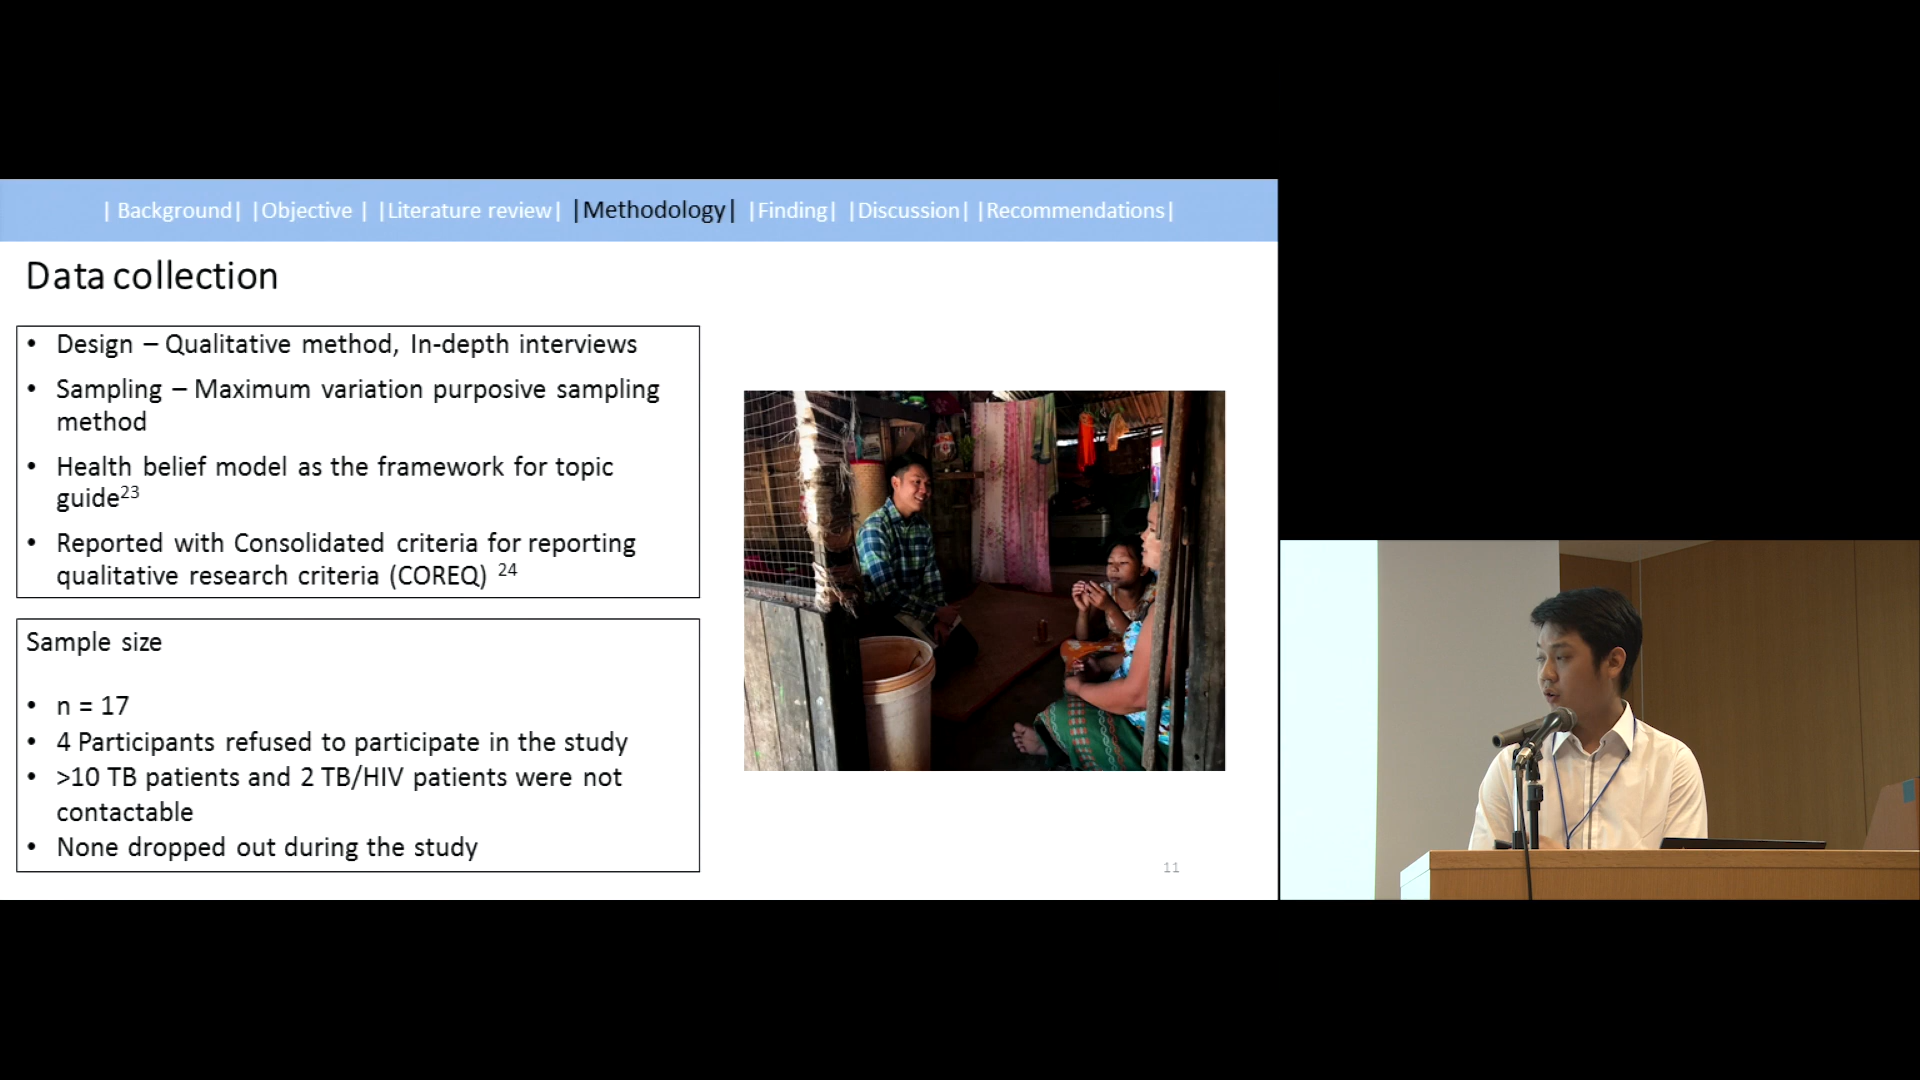 | Background| |Objective | |Literature review| |Methodology| |Finding| |Discussion| |Recommendations|
Data collection
• Design – Qualitative method, In-depth interviews
• Sampling – Maximum variation purposive sampling
method
• Health belief model as the framework for topic
guide23
• Reported with Consolidated criteria for reporting
qualitative research criteria (COREQ) 24
Sample size
• n = 17
• 4 Participants refused to participate in the study
• >10 TB patients and 2 TB/HIV patients were not
contactable
• None dropped out during the study
11